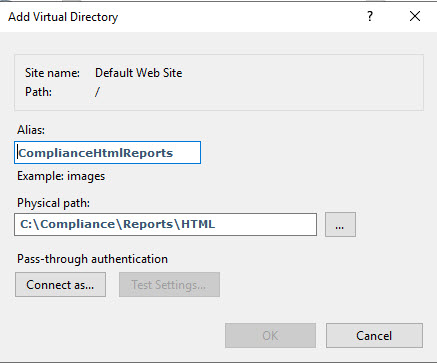 Add Virtual Directory
? ×
Site name: Default Web Site
Path: /
Alias:
ComplianceHtmlReports
Example: images
Physical path:
C:\Compliance\Reports\HTML
...
Pass-through authentication
Connect as... Test Settings...
OK Cancel